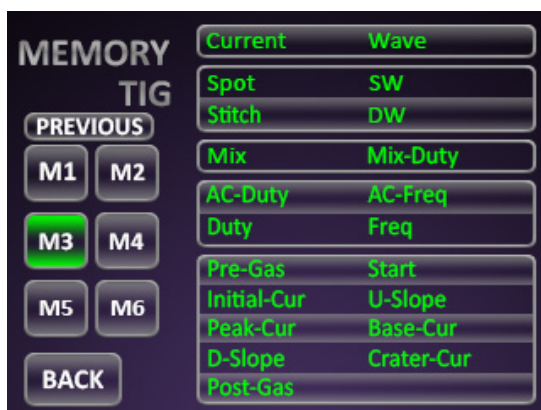 MEMORY
TIG
PREVIOUS
M1 M2
M3 M4
M5 M6
BACK
Current Wave
Spot SW
Stitch DW
Mix Mix-Duty
AC-Duty AC-Freq
Duty Freq
Pre-Gas Start
Initial-Cur U-Slope
Peak-Cur Base-Cur
D-Slope Crater-Cur
Post-Gas